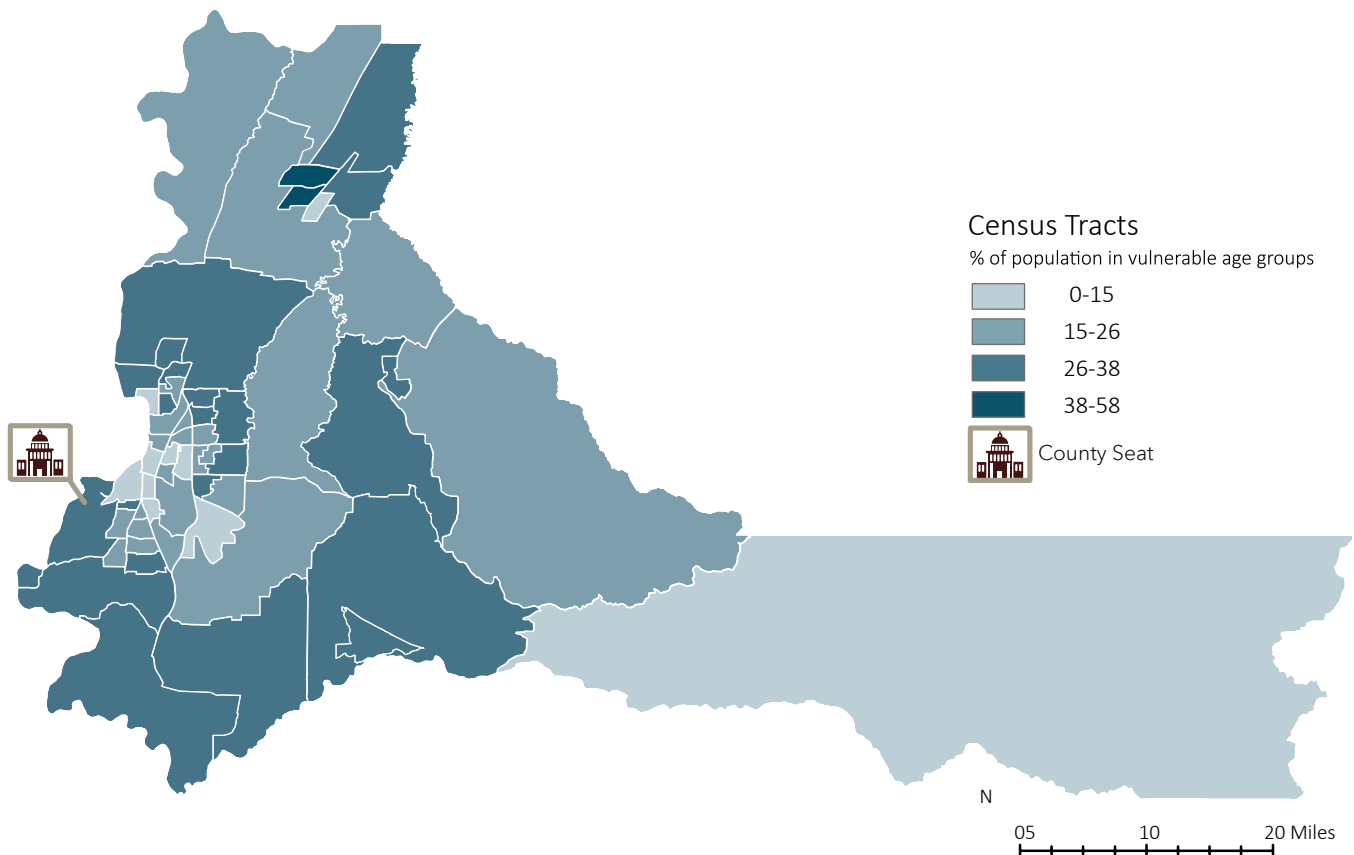 Census Tracts
% of population in vulnerable age groups
0-15
15-26
26-38
38-58
County Seat
N
05 10 20 Miles